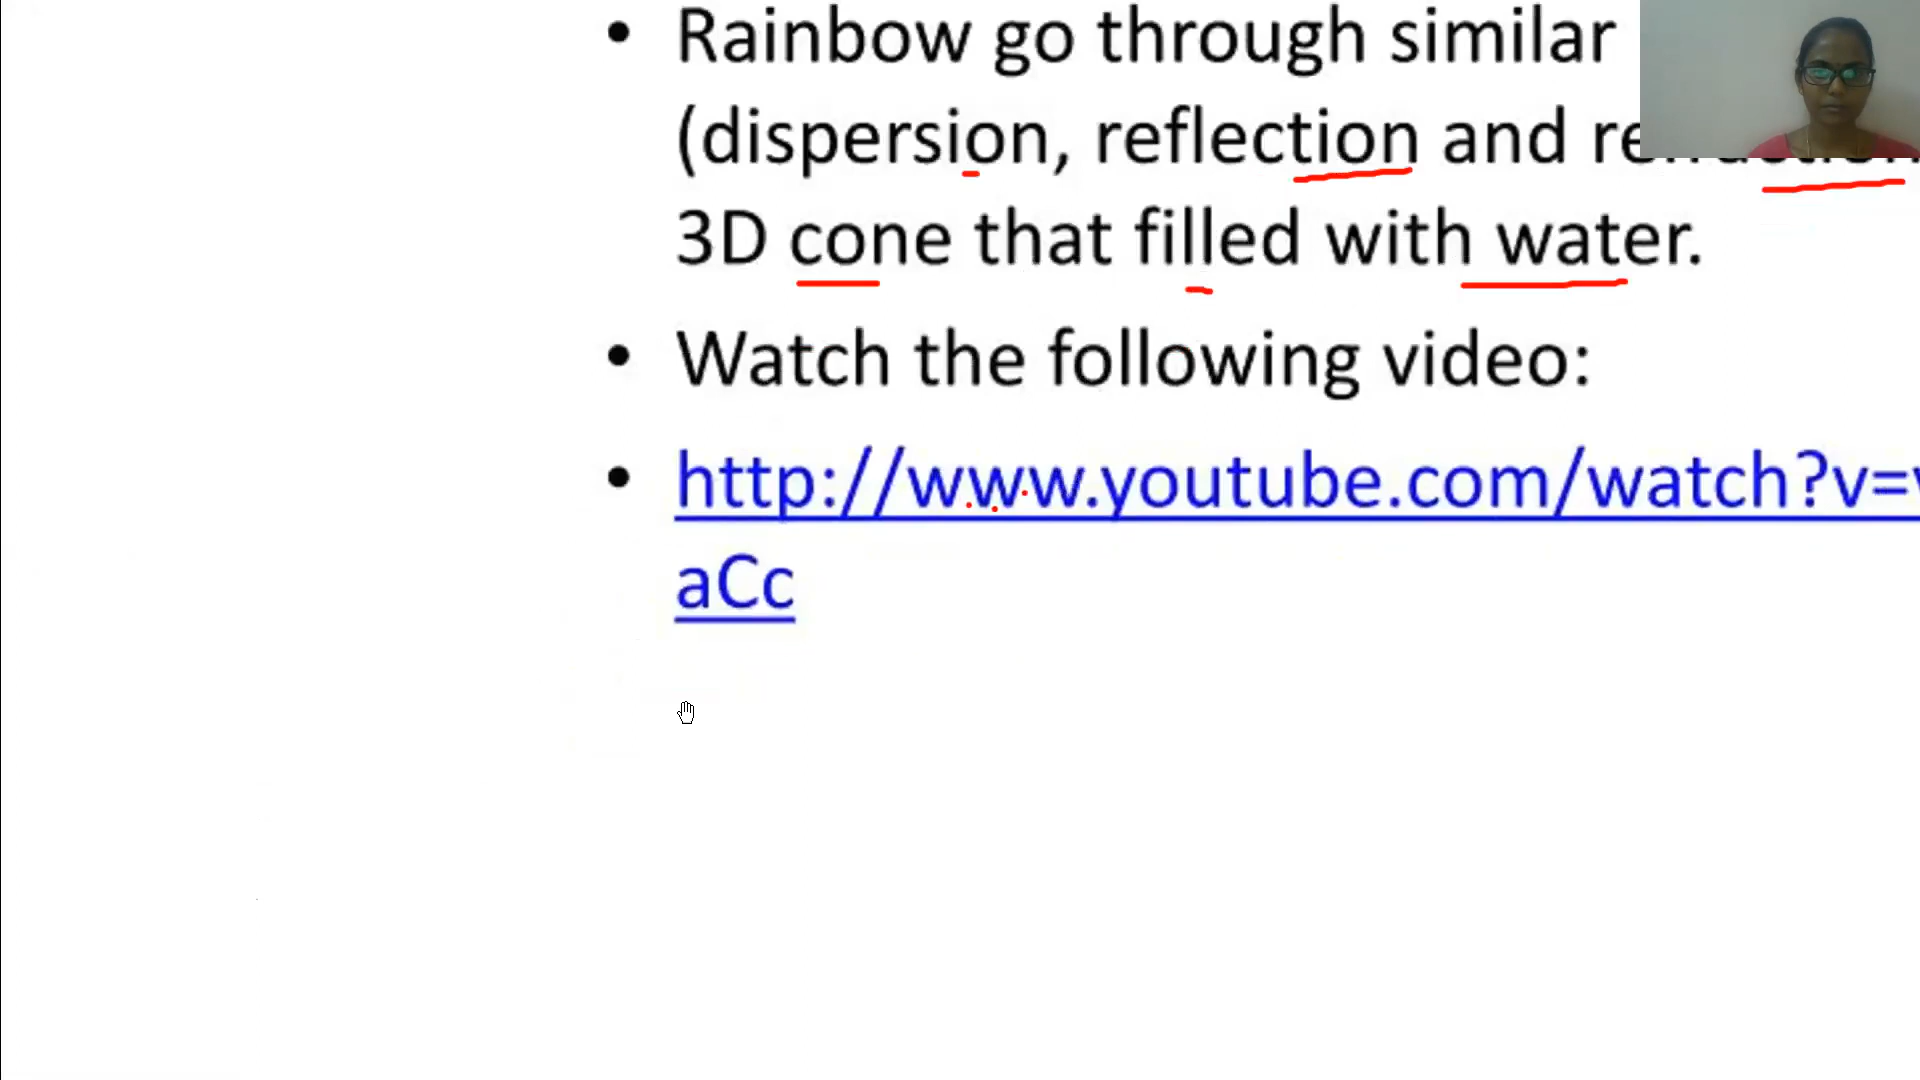 • Rainbow go through similar
(dispersion, reflection and
3D cone that filled with water.
• Watch the following video:
• http://www.youtube.com/watch?v=
aCc